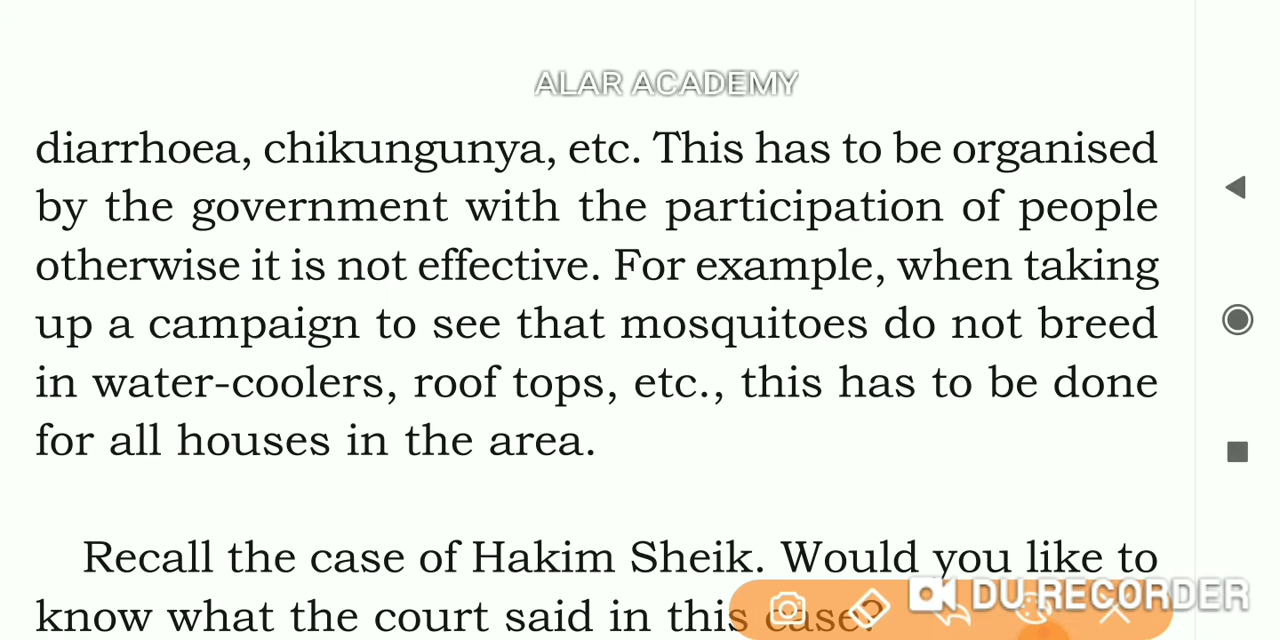 ALAR ACADEMY
diarrhoea, chikungunya, etc. This has to be organised
by the government with the participation of people
otherwise it is not effective. For example, when taking
up a campaign to see that mosquitoes do not breed
in water-coolers, roof tops, etc., this has to be done
for all houses in the area.
Recall the case of Hakim Sheik. Would you like to
know what the court said in this case?
DU RECORDER